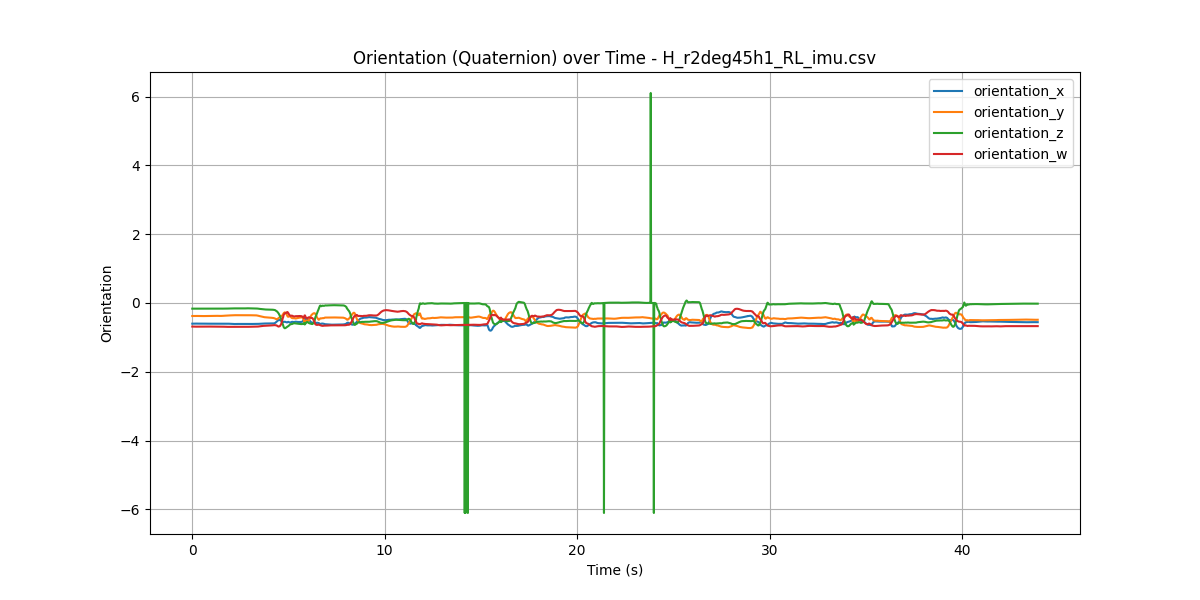 Orientation (Quaternion) over Time - H_r2deg45h1_RL_imu.csv
orientation_x
orientation_y
orientation_z
orientation_w
Orientation
6
4
2
0
−2
−4
−6
0 10 20 30 40
Time (s)